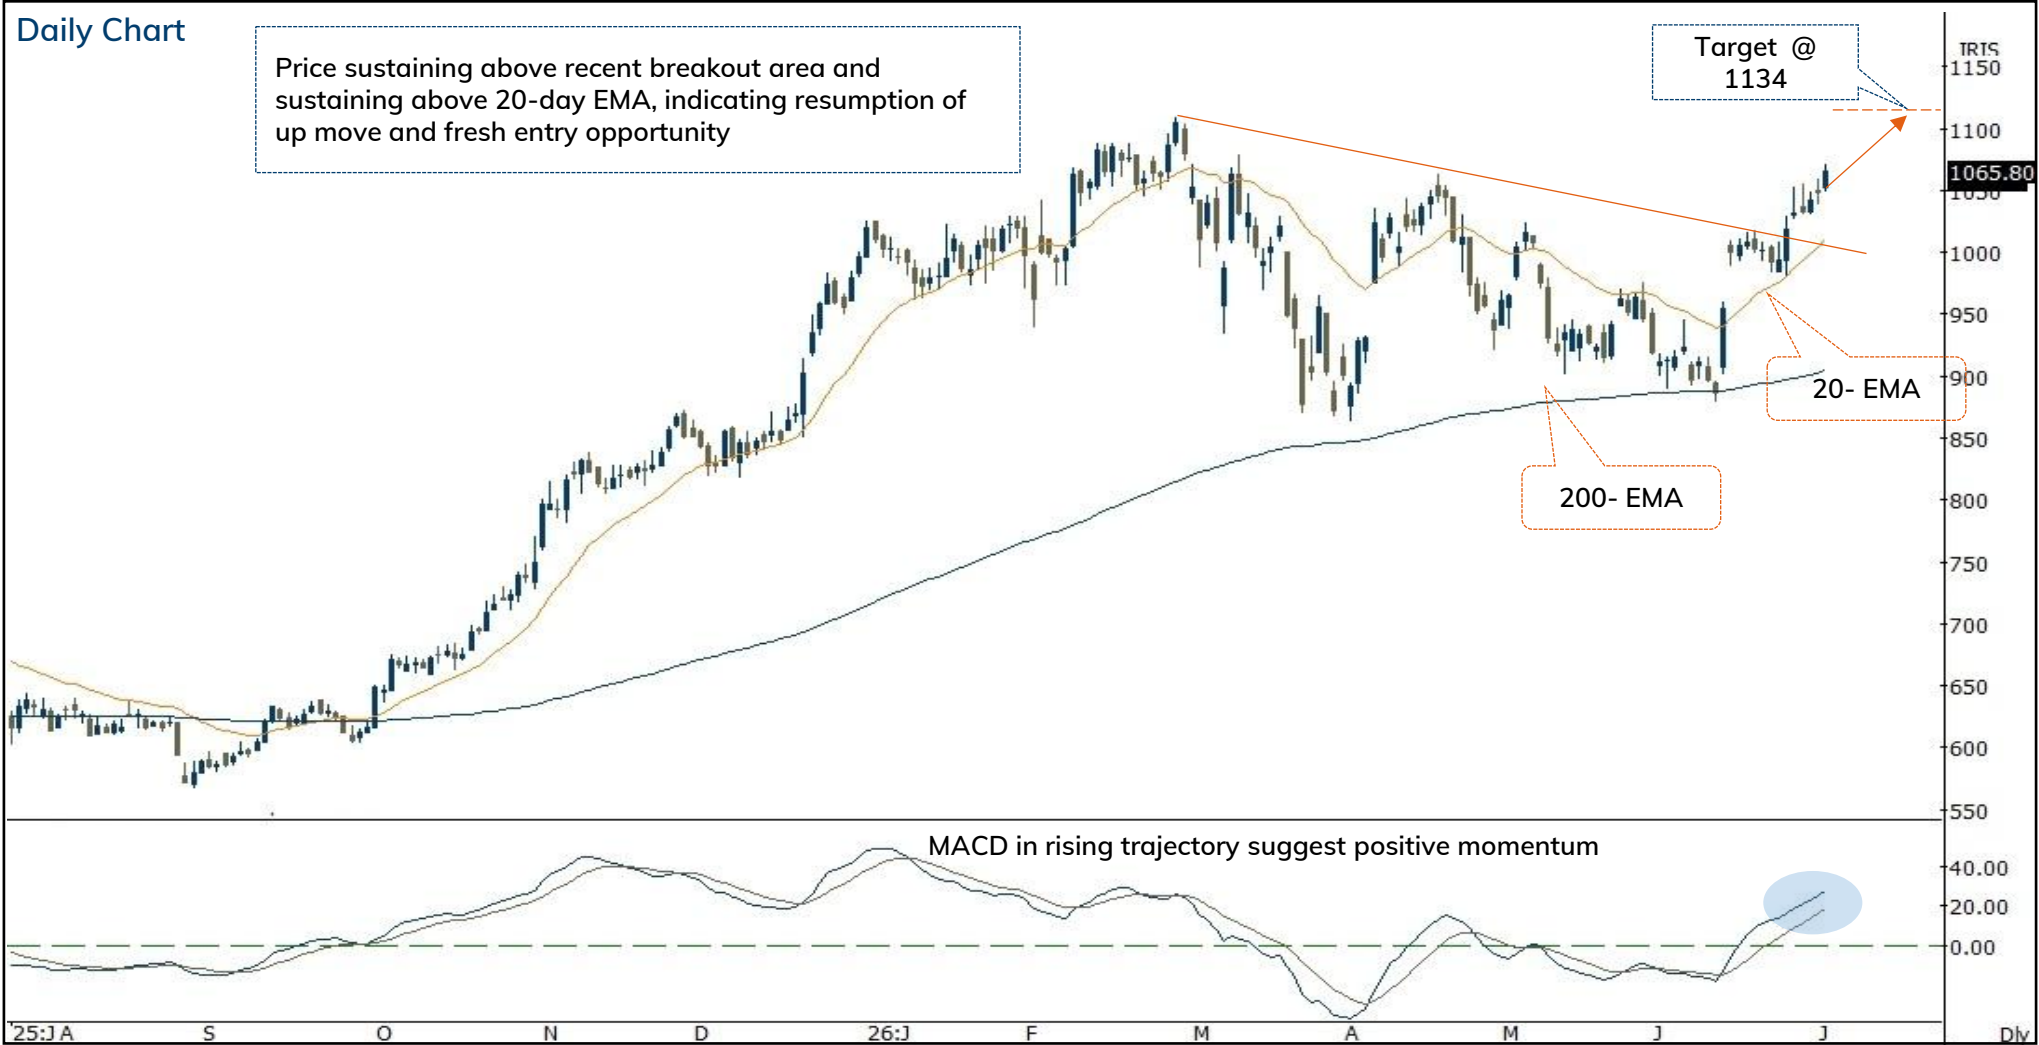 Daily Chart
Price sustaining above recent breakout area and
sustaining above 20-day EMA, indicating resumption of
up move and fresh entry opportunity
Target @
1134
1150
1100
1065.80
1050
1000
950
900
850
800
750
700
650
600
550
20- EMA
200- EMA
MACD in rising trajectory suggest positive momentum
40.00
20.00
0.00
25:J A S O N D 26:J F M A M J J Dly